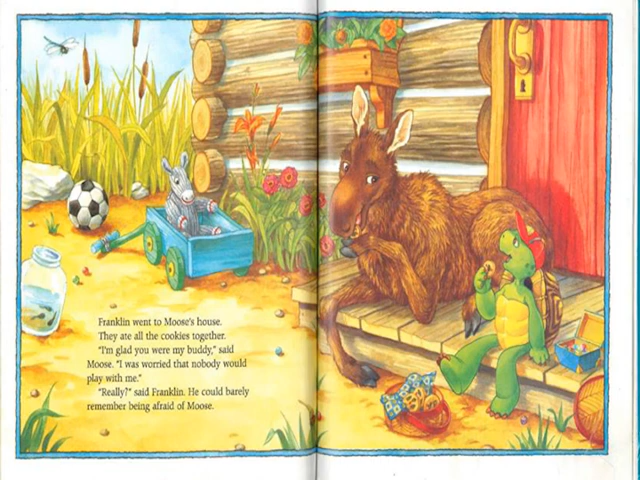 Franklin went to Moose's house.
They ate all the cookies together.
"I'm glad you were my buddy," said
Moose. "I was worried that nobody would
play with me."
"Really?" said Franklin. He could barely
remember being afraid of Moose.